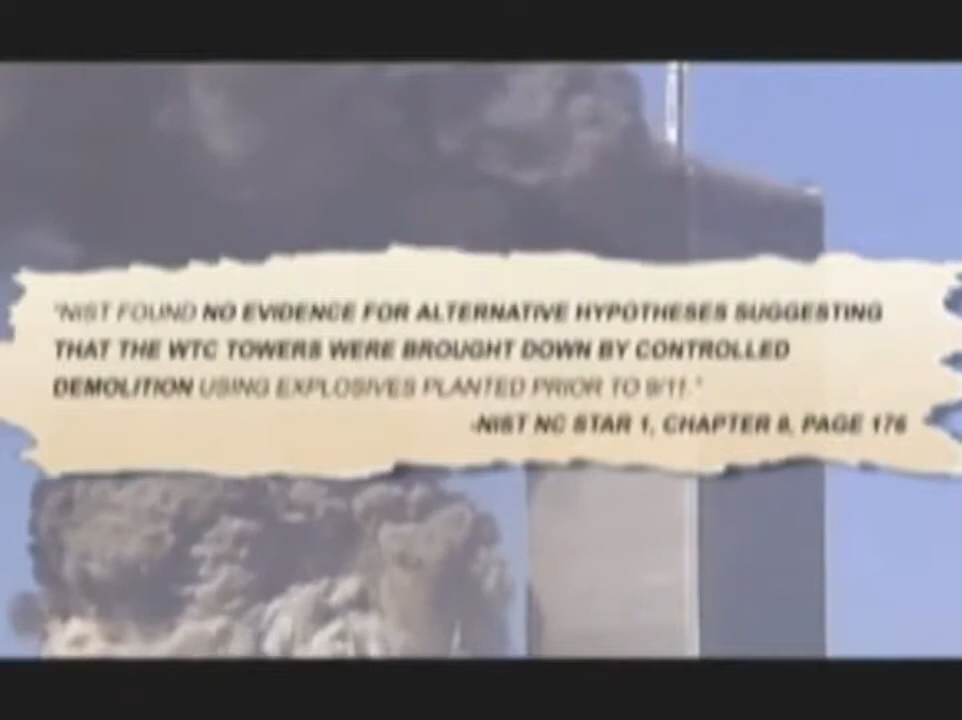 "NIST FOUND NO EVIDENCE FOR ALTERNATIVE HYPOTHESES SUGGESTING
THAT THE WTC TOWERS WERE BROUGHT DOWN BY CONTROLLED
DEMOLITION USING EXPLOSIVES PLANTED PRIOR TO 9/11."
-NIST NC STAR 1, CHAPTER 8, PAGE 176